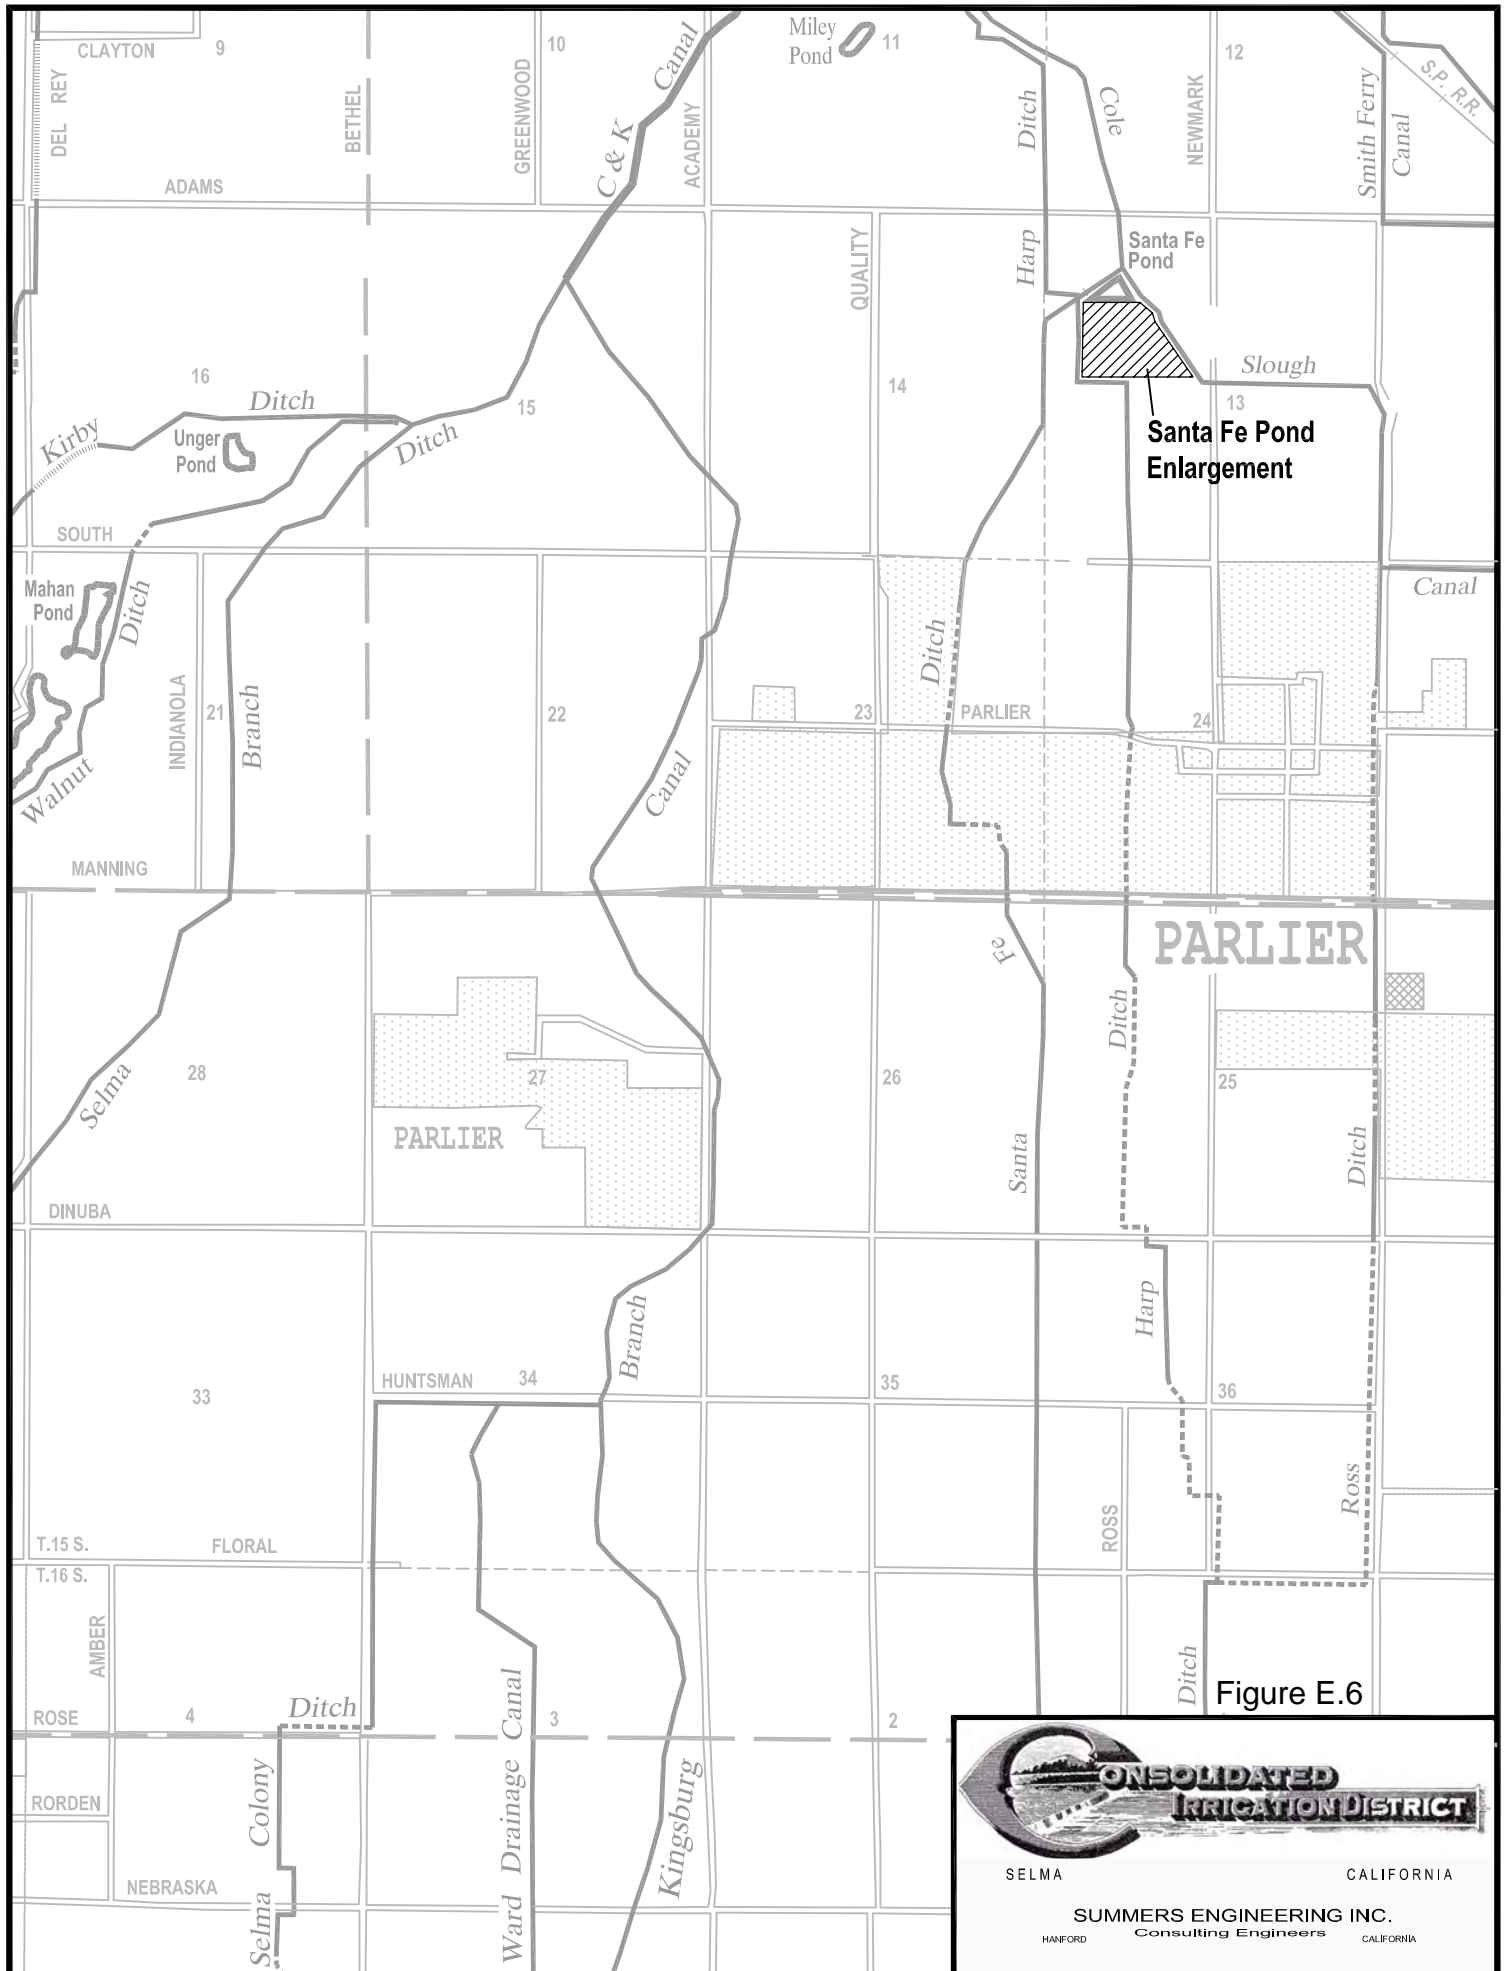 CLAYTON
9
10
Miley
Pond
11
12
DEL REY
BETHEL
GREENWOOD
Canal
C & K
ACADEMY
Ditch
Cole
NEWMARK
Smith Ferry
Canal
S.P. R.R.
ADAMS
QUALITY
Harp
Santa Fe
Pond
16
Ditch
15
14
Slough
13
Kirby
Unger
Pond
Ditch
Santa Fe Pond
Enlargement
SOUTH
Mahan
Pond
Ditch
Canal
Ditch
INDIANOLA
21
Branch
22
23
PARLIER
24
Walnut
Canal
MANNING
Fe
PARLIER
Ditch
Selma
28
27
26
25
PARLIER
Santa
Ditch
DINUBA
Harp
Branch
33
HUNTSMAN
34
35
36
Ross
T.15 S.
FLORAL
ROSS
T.16 S.
AMBER
Ditch
Figure E.6
ROSE
4
Ditch
3
2
Colony
Ward Drainage Canal
Kingsburg
RORDEN
NEBRASKA
Selma
CONSOLIDATED
IRRIGATION DISTRICT
SELMA CALIFORNIA
SUMMERS ENGINEERING INC.
Consulting Engineers
HANFORD CALIFORNIA